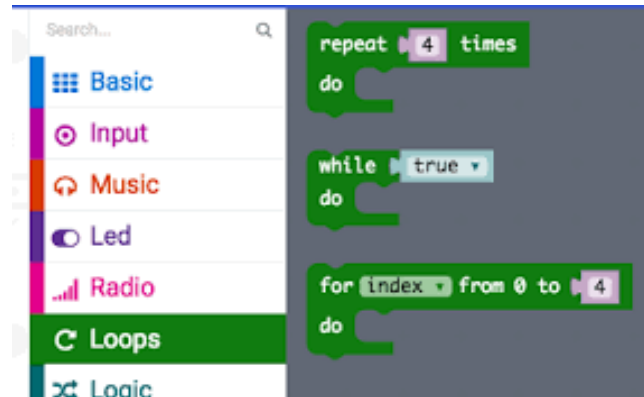 Search...
Basic
Input
Music
Led
Radio
Loops
Logic
repeat 4 times
do
while true
do
for index from 0 to 4
do